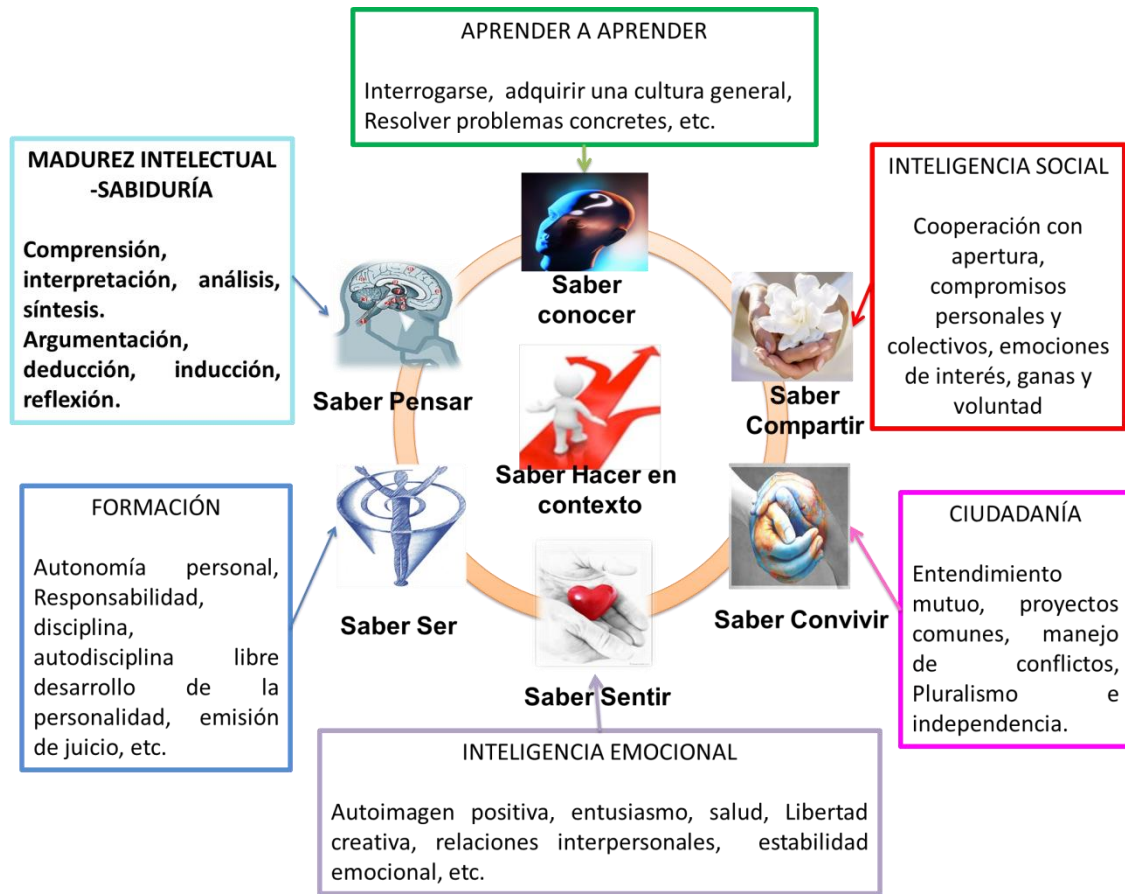 APRENDER A APRENDER
Interrogarse, adquirir una cultura general,
Resolver problemas concretes, etc.
MADUREZ INTELECTUAL
-SABIDURÍA
Comprensión,
interpretación, análisis,
síntesis.
Argumentación,
deducción, inducción,
reflexión.
INTELIGENCIA SOCIAL
Cooperación con
apertura,
compromisos
personales y
colectivos, emociones
de interés, ganas y
voluntad
Saber
conocer
Saber Pensar
Saber
Compartir
Saber Hacer en
contexto
FORMACIÓN
Autonomía personal,
Responsabilidad,
disciplina,
autodisciplina libre
desarrollo de la
personalidad, emisión
de juicio, etc.
Saber Ser
Saber Convivir
CIUDADANÍA
Entendimiento
mutuo, proyectos
comunes, manejo
de conflictos,
Pluralismo e
independencia.
Saber Sentir
INTELIGENCIA EMOCIONAL
Autoimagen positiva, entusiasmo, salud, Libertad
creativa, relaciones interpersonales, estabilidad
emocional, etc.